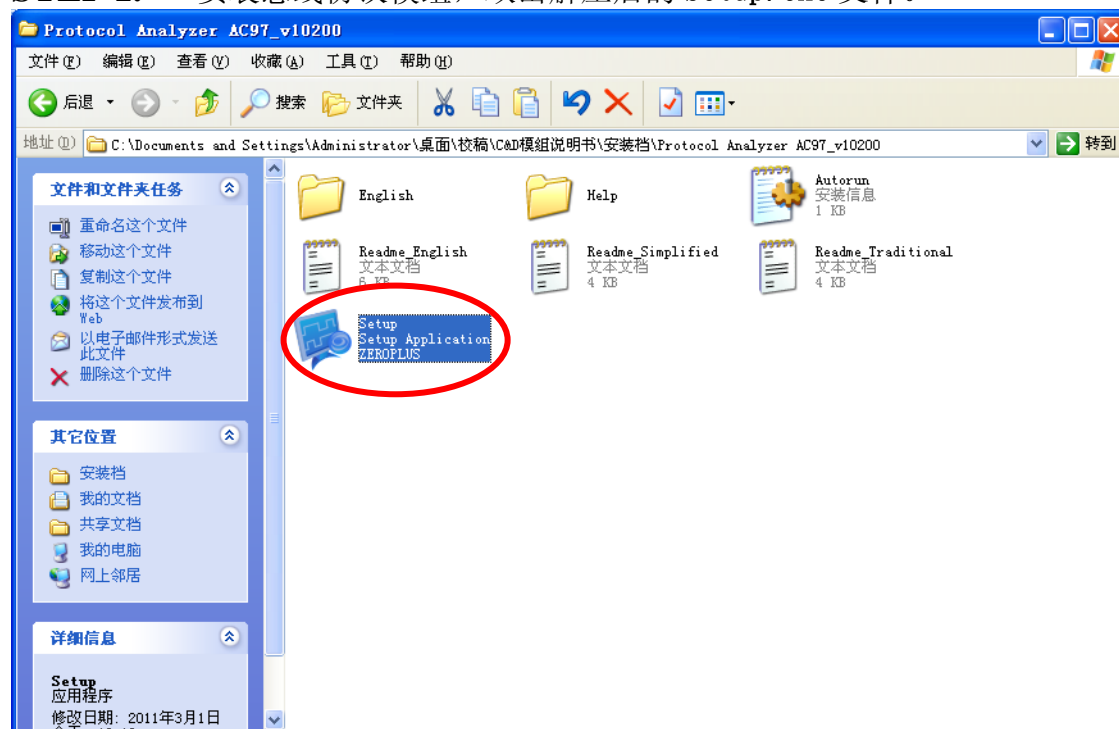 Protocol Analyzer AC97_v10200
文件(F) 编辑(E) 查看(V) 收藏(A) 工具(T) 帮助(H)
后退 搜索 文件夹
地址(D) C:\Documents and Settings\Administrator\桌面\校稿\C&D模组说明书\安装档\Protocol Analyzer AC97_v10200 转到
文件和文件夹任务
重命名这个文件
移动这个文件
复制这个文件
将这个文件发布到
Web
以电子邮件形式发送
此文件
删除这个文件
其它位置
安装档
我的文档
共享文档
我的电脑
网上邻居
详细信息
Setup
应用程序
修改日期: 2011年3月1日
English
Help
Autorun
安装信息
1 KB
Readme_English
文本文档
6 KB
Readme_Simplified
文本文档
4 KB
Readme_Traditional
文本文档
4 KB
Setup
Setup Application
ZEROPLUS